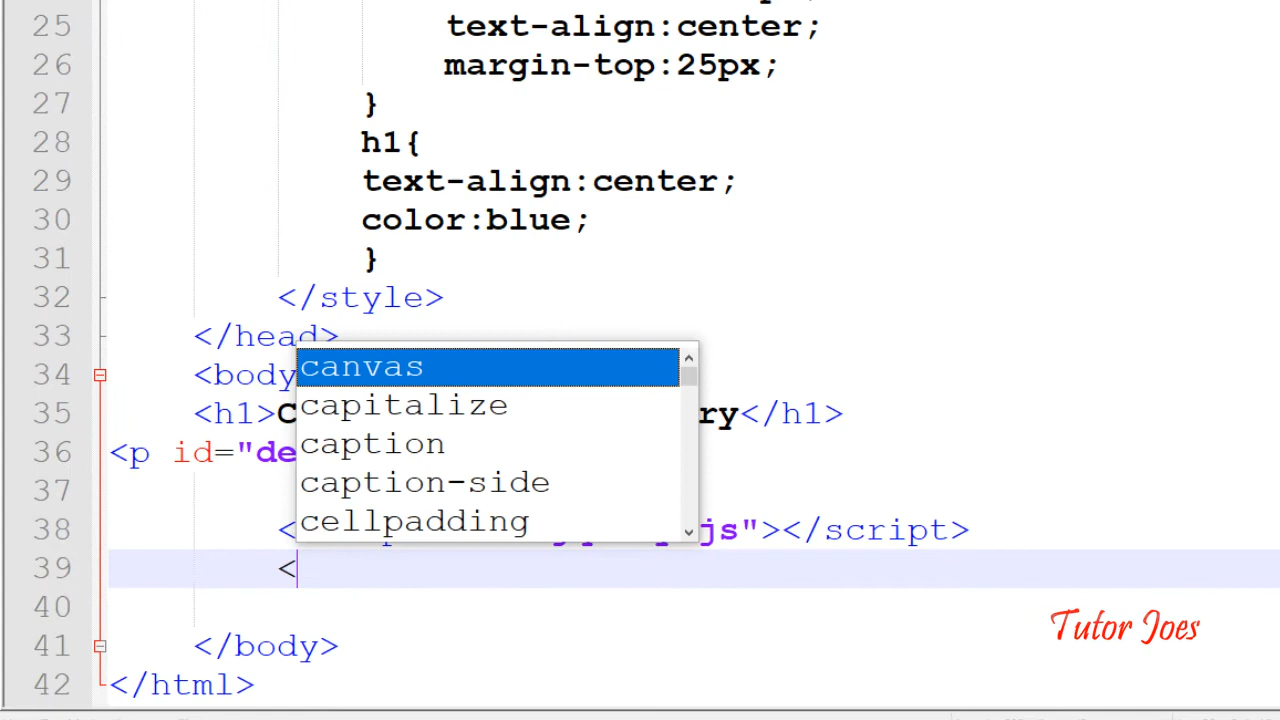 25 text-align:center;
26 margin-top:25px;
27 }
28 h1{
29 text-align:center;
30 color:blue;
31 }
32 </style>
33 </head>
34 <body
canvas
35 <h1>C ry</h1>
capitalize
36 <p id="de
caption
37
caption-side
38 < js"></script>
cellpadding
39 <
40
Tutor Joes
41 </body>
42 </html>